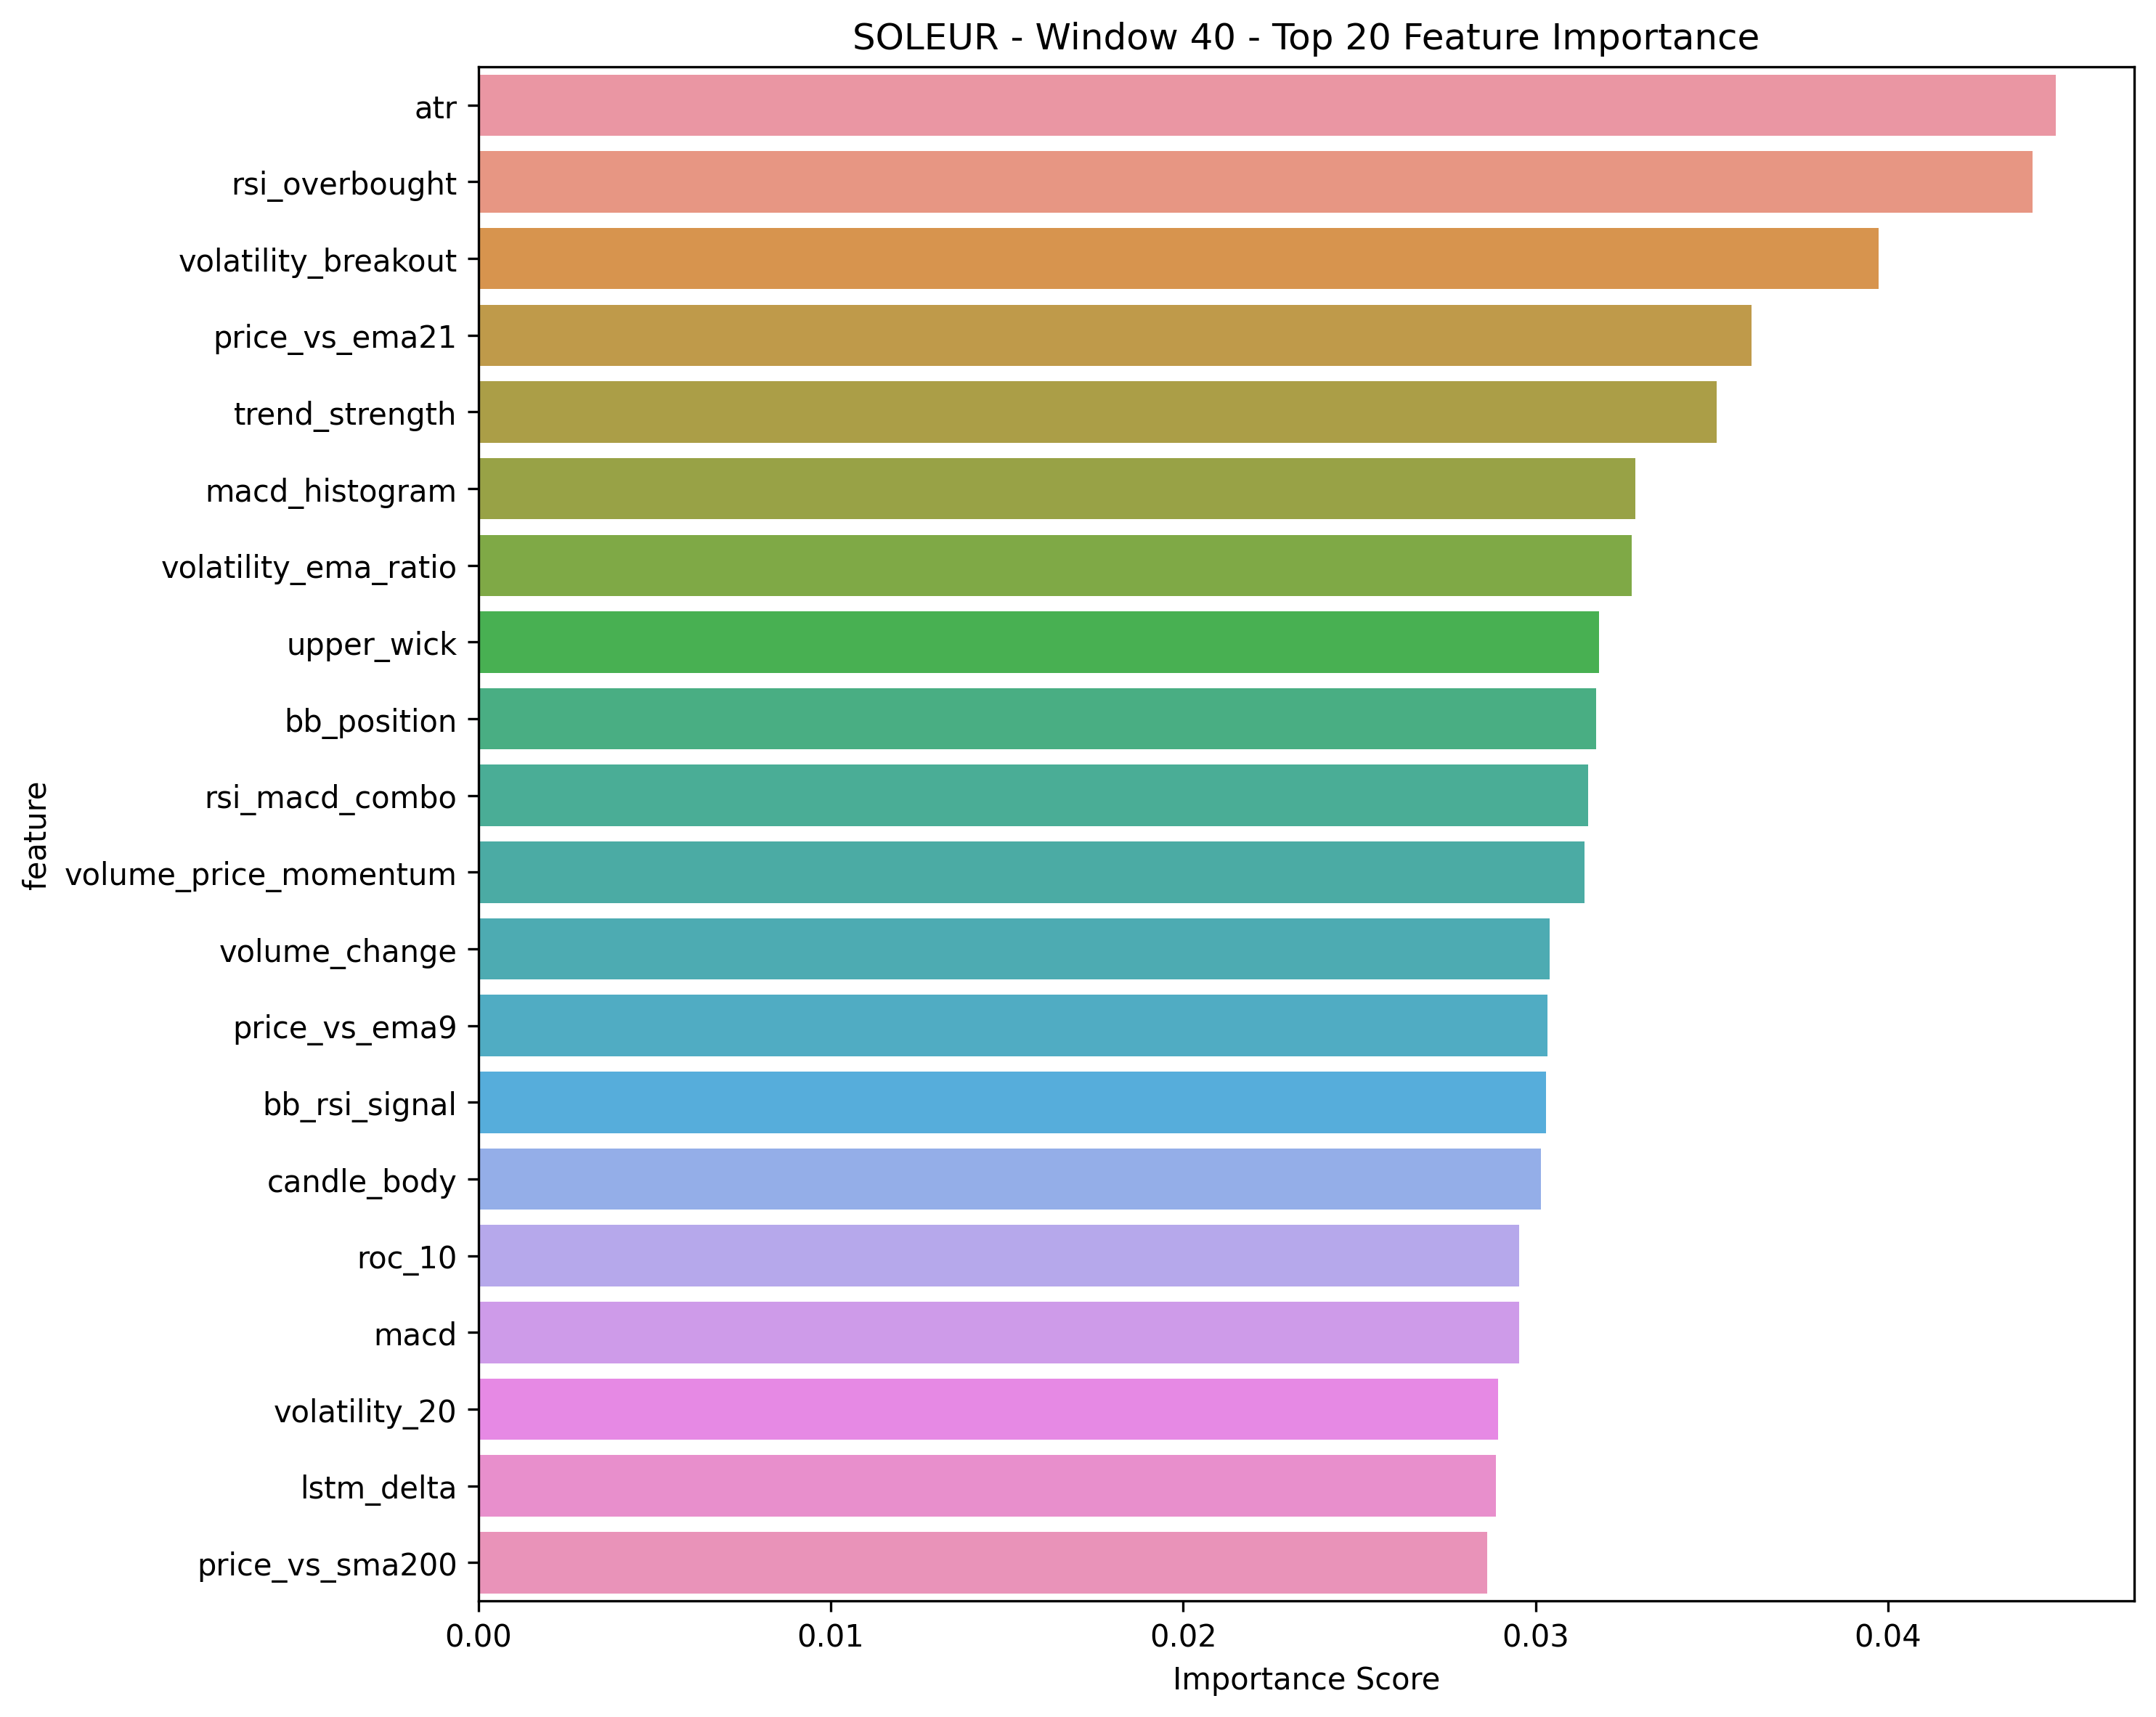 SOLEUR - Window 40 - Top 20 Feature Importance
atr
rsi_overbought
volatility_breakout
price_vs_ema21
trend_strength
macd_histogram
volatility_ema_ratio
upper_wick
bb_position
rsi_macd_combo
volume_price_momentum
volume_change
price_vs_ema9
bb_rsi_signal
candle_body
roc_10
macd
volatility_20
lstm_delta
price_vs_sma200
feature
0.00 0.01 0.02 0.03 0.04
Importance Score